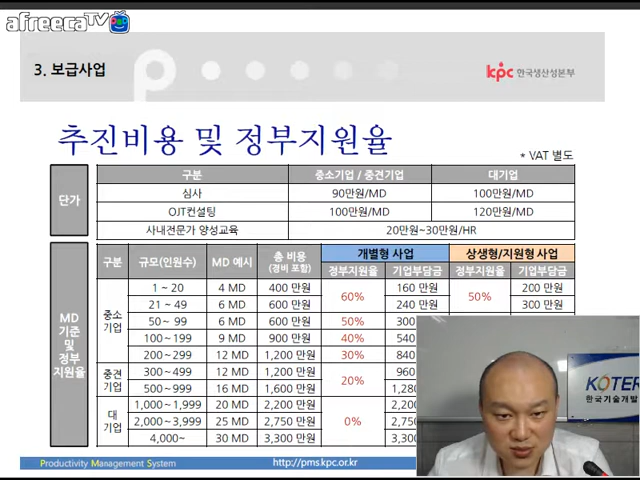 afreecaTV
3. 보급사업
kpc 한국생산성본부
추진비용 및 정부지원율
* VAT 별도
단가
구분 중소기업 / 중견기업 대기업
심사 90만원/MD 100만원/MD
OJT컨설팅 100만원/MD 120만원/MD
사내전문가 양성교육 20만원~30만원/HR
MD 기준 및 정부 지원율
구분 규모(인원수) MD 예시 총 비용 (경비 포함) 개별형 사업 상생형/지원형 사업
정부지원율 기업부담금 정부지원율 기업부담금
중소 기업 1 ~ 20 4 MD 400 만원 60% 160 만원 50% 200 만원
21 ~ 49 6 MD 600 만원 240 만원 300 만원
50 ~ 99 6 MD 600 만원 50% 300
100~199 9 MD 900 만원 40% 540
200~299 12 MD 1,200 만원 30% 840
중견 기업 300~499 12 MD 1,200 만원 20% 960
500~999 16 MD 1,600 만원 1,280
대 기업 1,000~1,999 20 MD 2,200 만원 0% 2,200
2,000~3,999 25 MD 2,750 만원 2,750
4,000~ 30 MD 3,300 만원 3,300
KOTER
한국기술개발
Productivity Management System
http://pms.kpc.or.kr